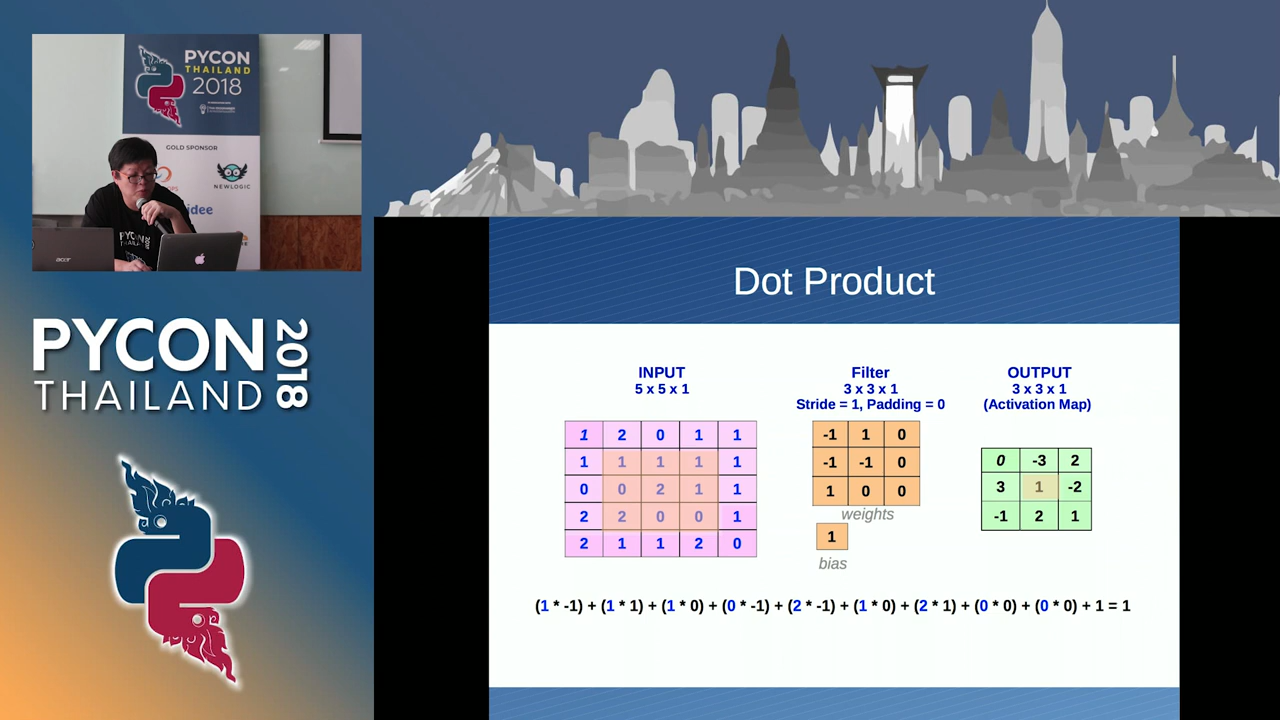 PYCON
THAILAND
2018
GOLD SPONSOR
NEWLOGIC
idee
PYCON
THAILAND
acer
PYCON 2018
THAILAND
Dot Product
INPUT
5 x 5 x 1
1 2 0 1 1
1 1 1 1 1
0 0 2 1 1
2 2 0 0 1
2 1 1 2 0
Filter
3 x 3 x 1
Stride = 1, Padding = 0
-1 1 0
-1 -1 0
1 0 0
weights
1
bias
OUTPUT
3 x 3 x 1
(Activation Map)
0 -3 2
3 1 -2
-1 2 1
(1 * -1) + (1 * 1) + (1 * 0) + (0 * -1) + (2 * -1) + (1 * 0) + (2 * 1) + (0 * 0) + (0 * 0) + 1 = 1